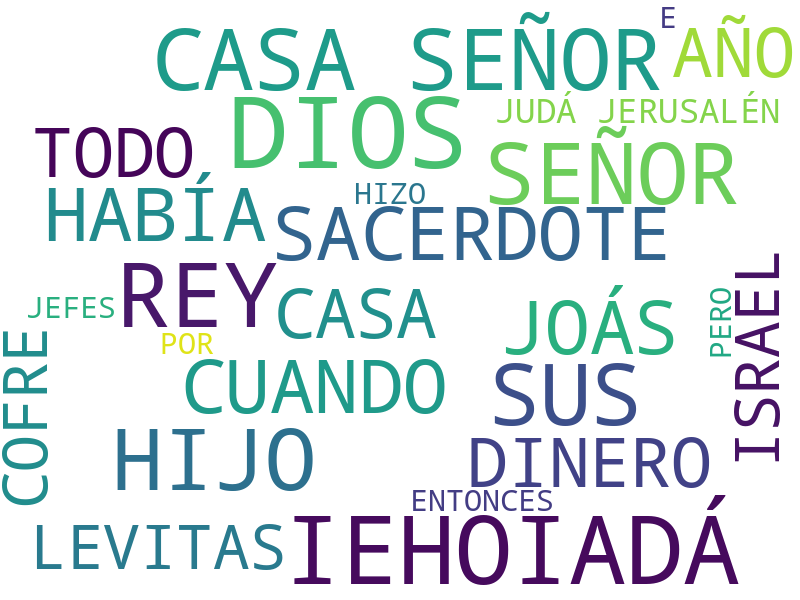 E
CASA SEÑOR AÑO
DIOS JUDÁ JERUSALÉN
TODO SEÑOR
HABÍA HIZO SACERDOTE
REY CASA JOÁS
JEFES PERO ISRAEL
POR
COFRE CUANDO SUS
HIJO DINERO
ENTONCES
LEVITAS IEHOIADÁ